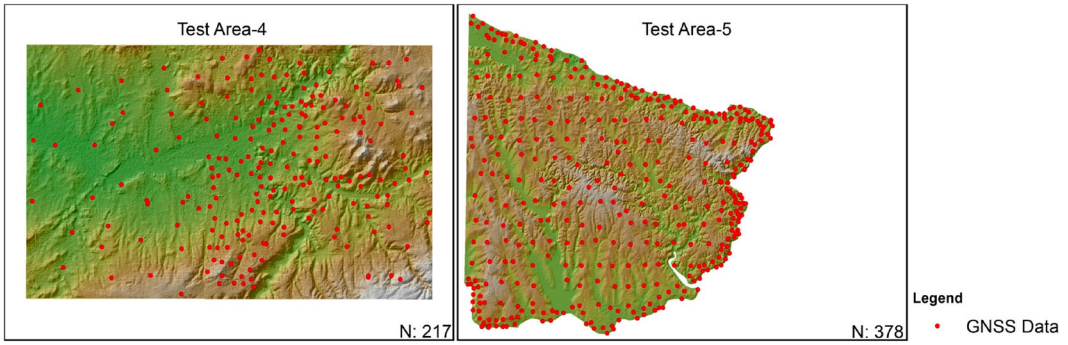 Test Area-4
N: 217
Test Area-5
N: 378
Legend
GNSS Data